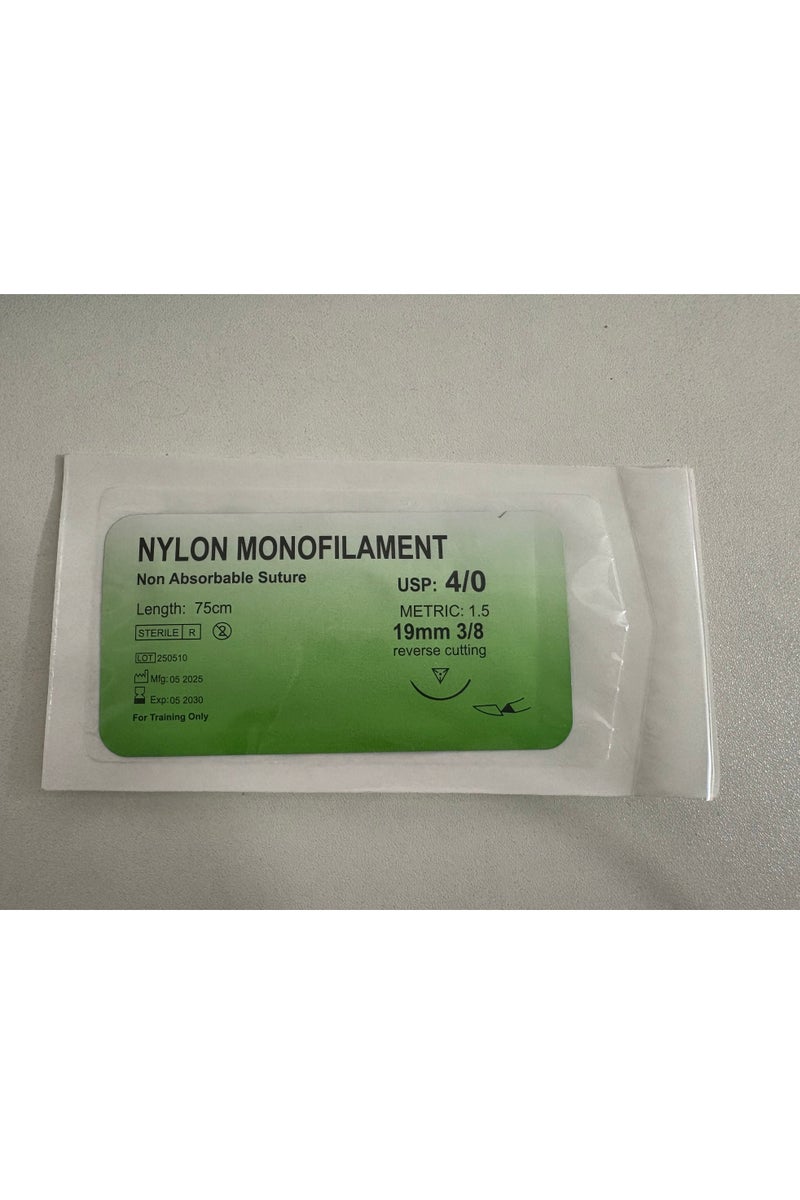 NYLON MONOFILAMENT
Non Absorbable Suture
USP: 4/0
Length: 75cm
METRIC: 1.5
STERILE R 2
19mm 3/8
reverse cutting
LOT 250510
Mfg: 05 2025
Exp: 05 2030
For Training Only